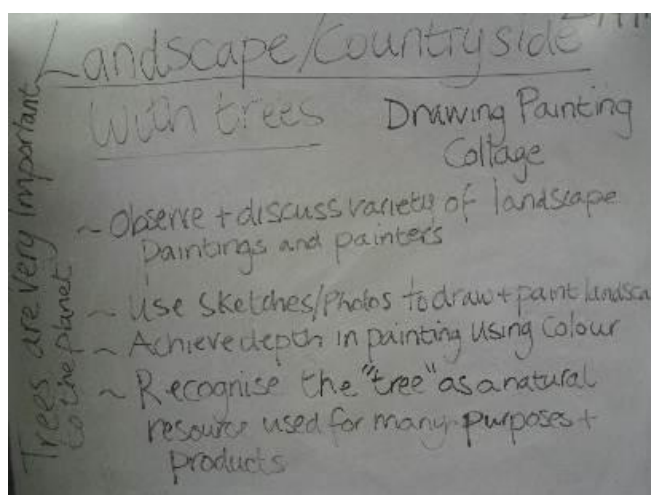 Landscape/Countryside
with trees
Drawing Painting
Collage
~ Observe + discuss variety of landscape
Paintings and painters
~ Use sketches/Photos to draw + paint landsca
~ Achieve depth in painting using Colour
~ Recognise the "tree" as a natural
resource used for many purposes +
products
Trees are very important
to the planet